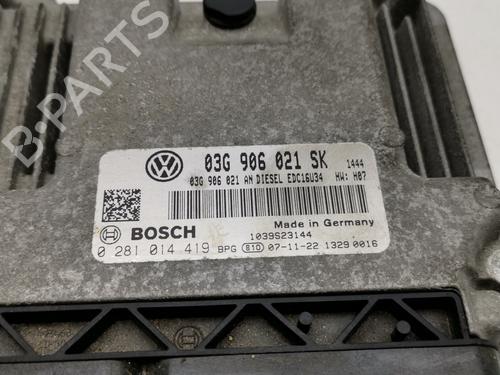 03G 906 021 SK 1444
03G 906 021 AN DIESEL EDC16U34 HW: H07
BOSCH
Made in Germany
1039S23144
0 281 014 419 BPG 810 07-11-22 1329 0016
B-Parts